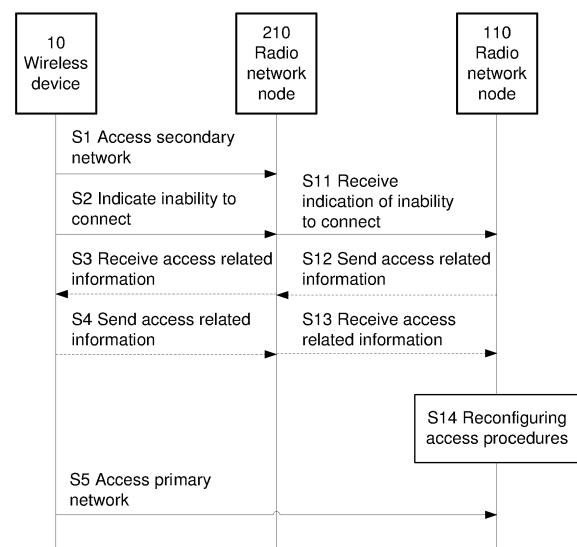 10
Wireless
device
210
Radio
network
node
110
Radio
network
node
S1 Access secondary
network
S2 Indicate inability to
connect
S11 Receive
indication of inability
to connect
S3 Receive access related
information
S12 Send access related
information
S4 Send access related
information
S13 Receive access
related information
S14 Reconfiguring
access procedures
S5 Access primary
network